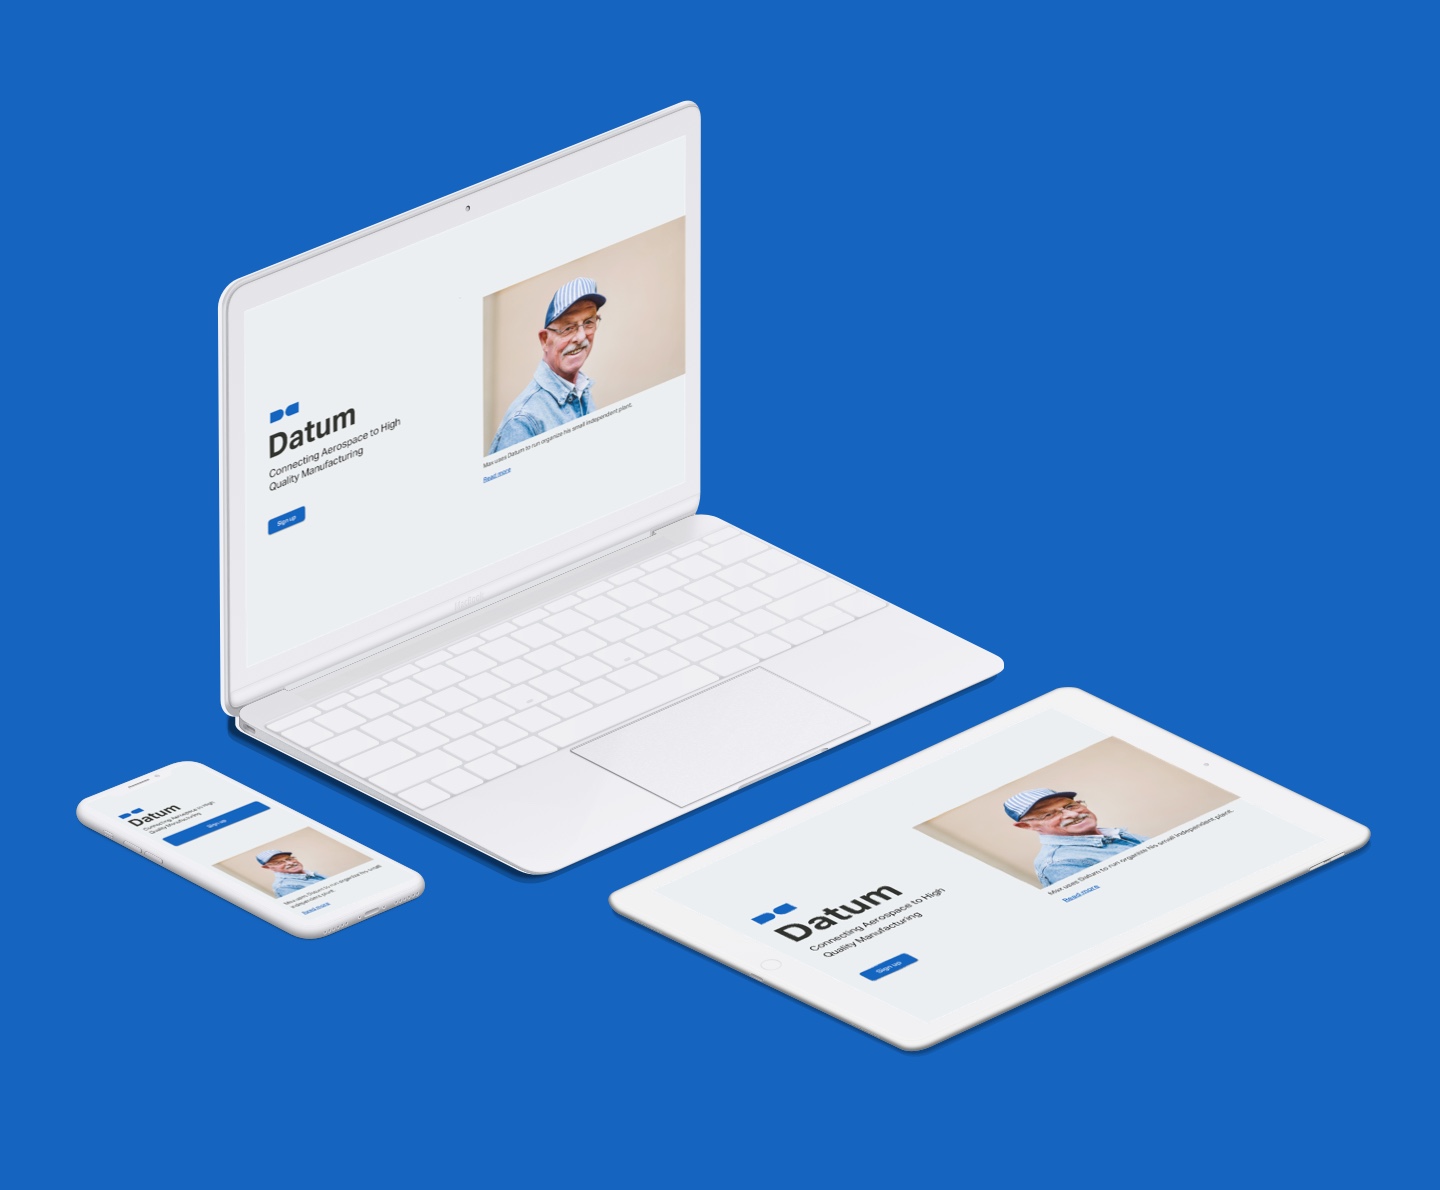 Datum
Connecting Aerospace to High
Quality Manufacturing
Sign up
Max uses Datum to run organize his small independent plant.
Read more
Datum
Connecting Aerospace to High
Quality Manufacturing
Sign up
Max uses Datum to run organize his small
independent plant.
Read more
Datum
Connecting Aerospace to High
Quality Manufacturing
Sign up
Max uses Datum to run organize his small independent plant.
Read more